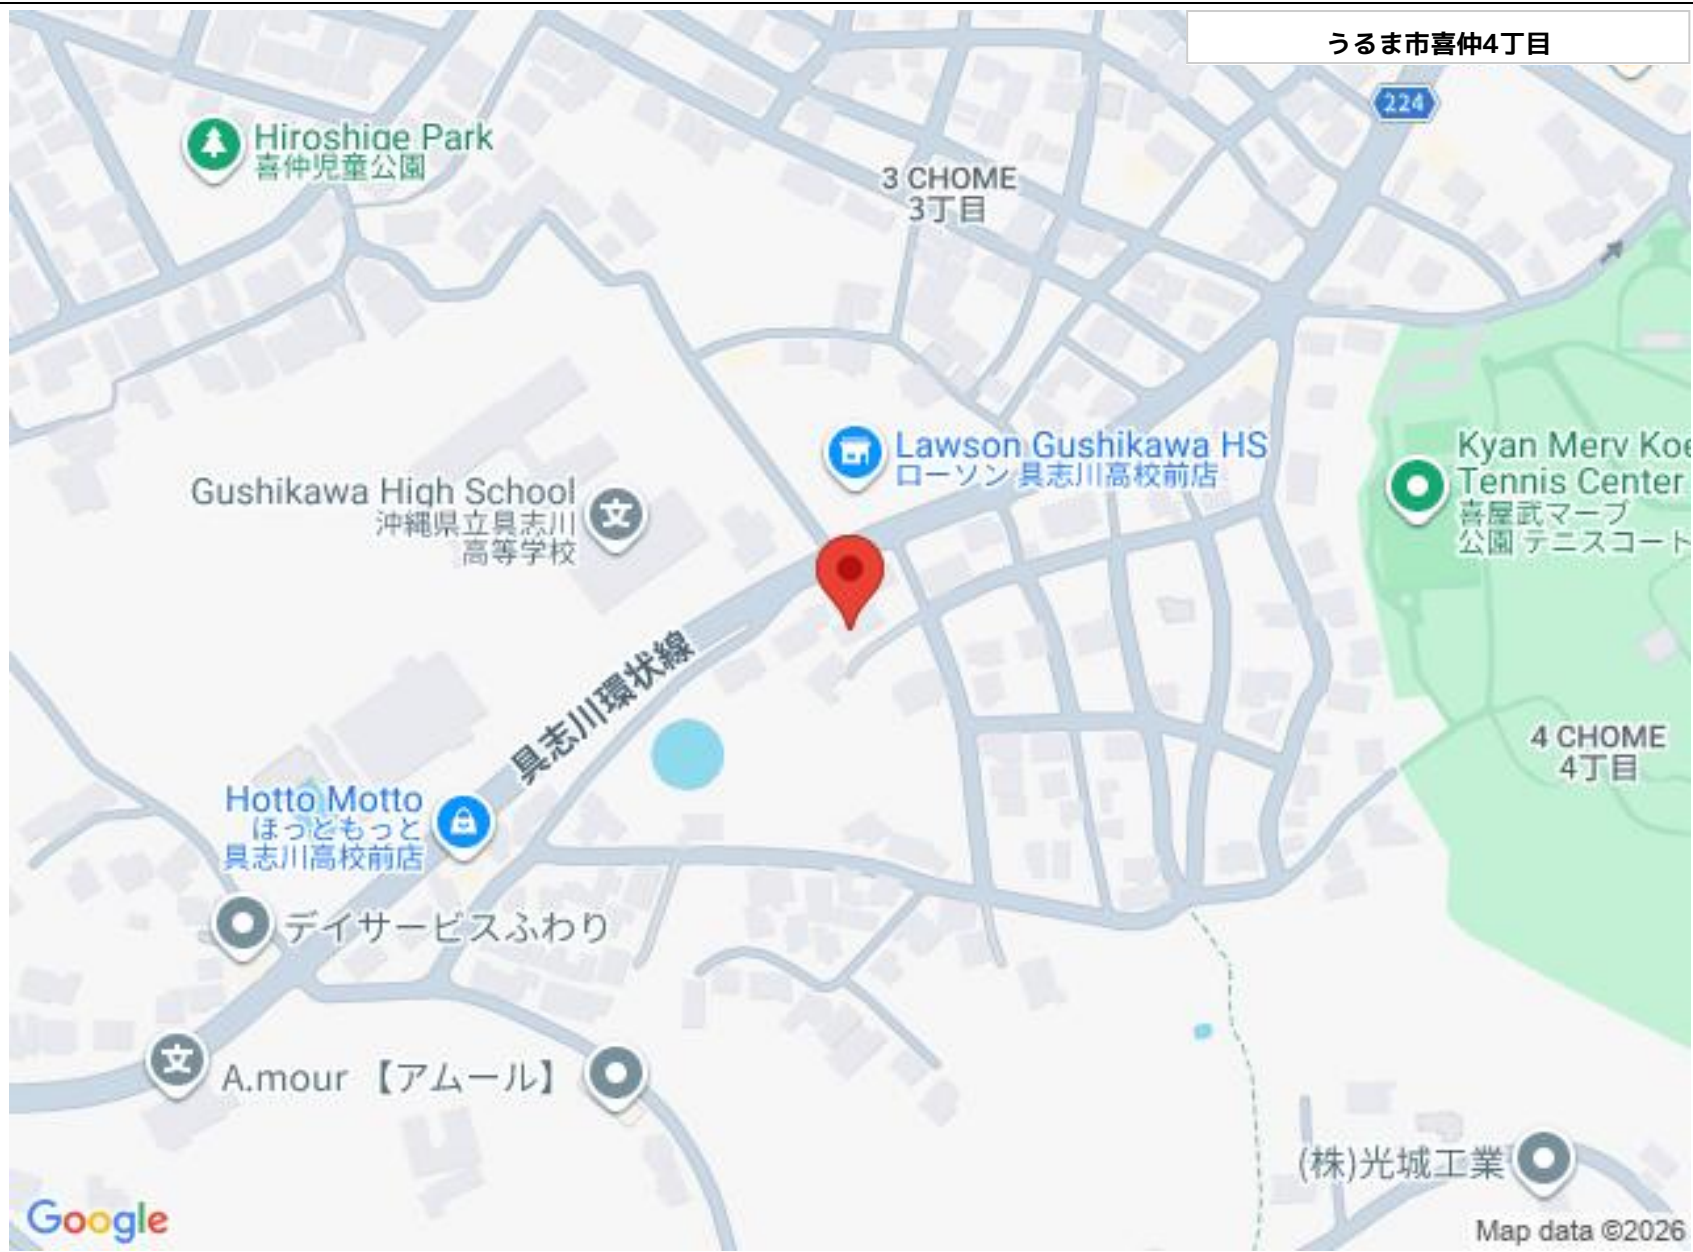 うるま市喜仲4丁目
224
Hiroshige Park
喜仲児童公園
3 CHOME
3丁目
Lawson Gushikawa HS
ローソン 具志川高校前店
Kyan Merv Koe
Tennis Center
喜屋武マーブ
公園 テニスコート
Gushikawa High School
沖縄県立具志川
高等学校
文
具志川環状線
4 CHOME
4丁目
Hotto Motto
ほっともっと
具志川高校前店
デイサービスふわり
文
A.mour 【アムール】
(株)光城工業
Google
Map data ©2026